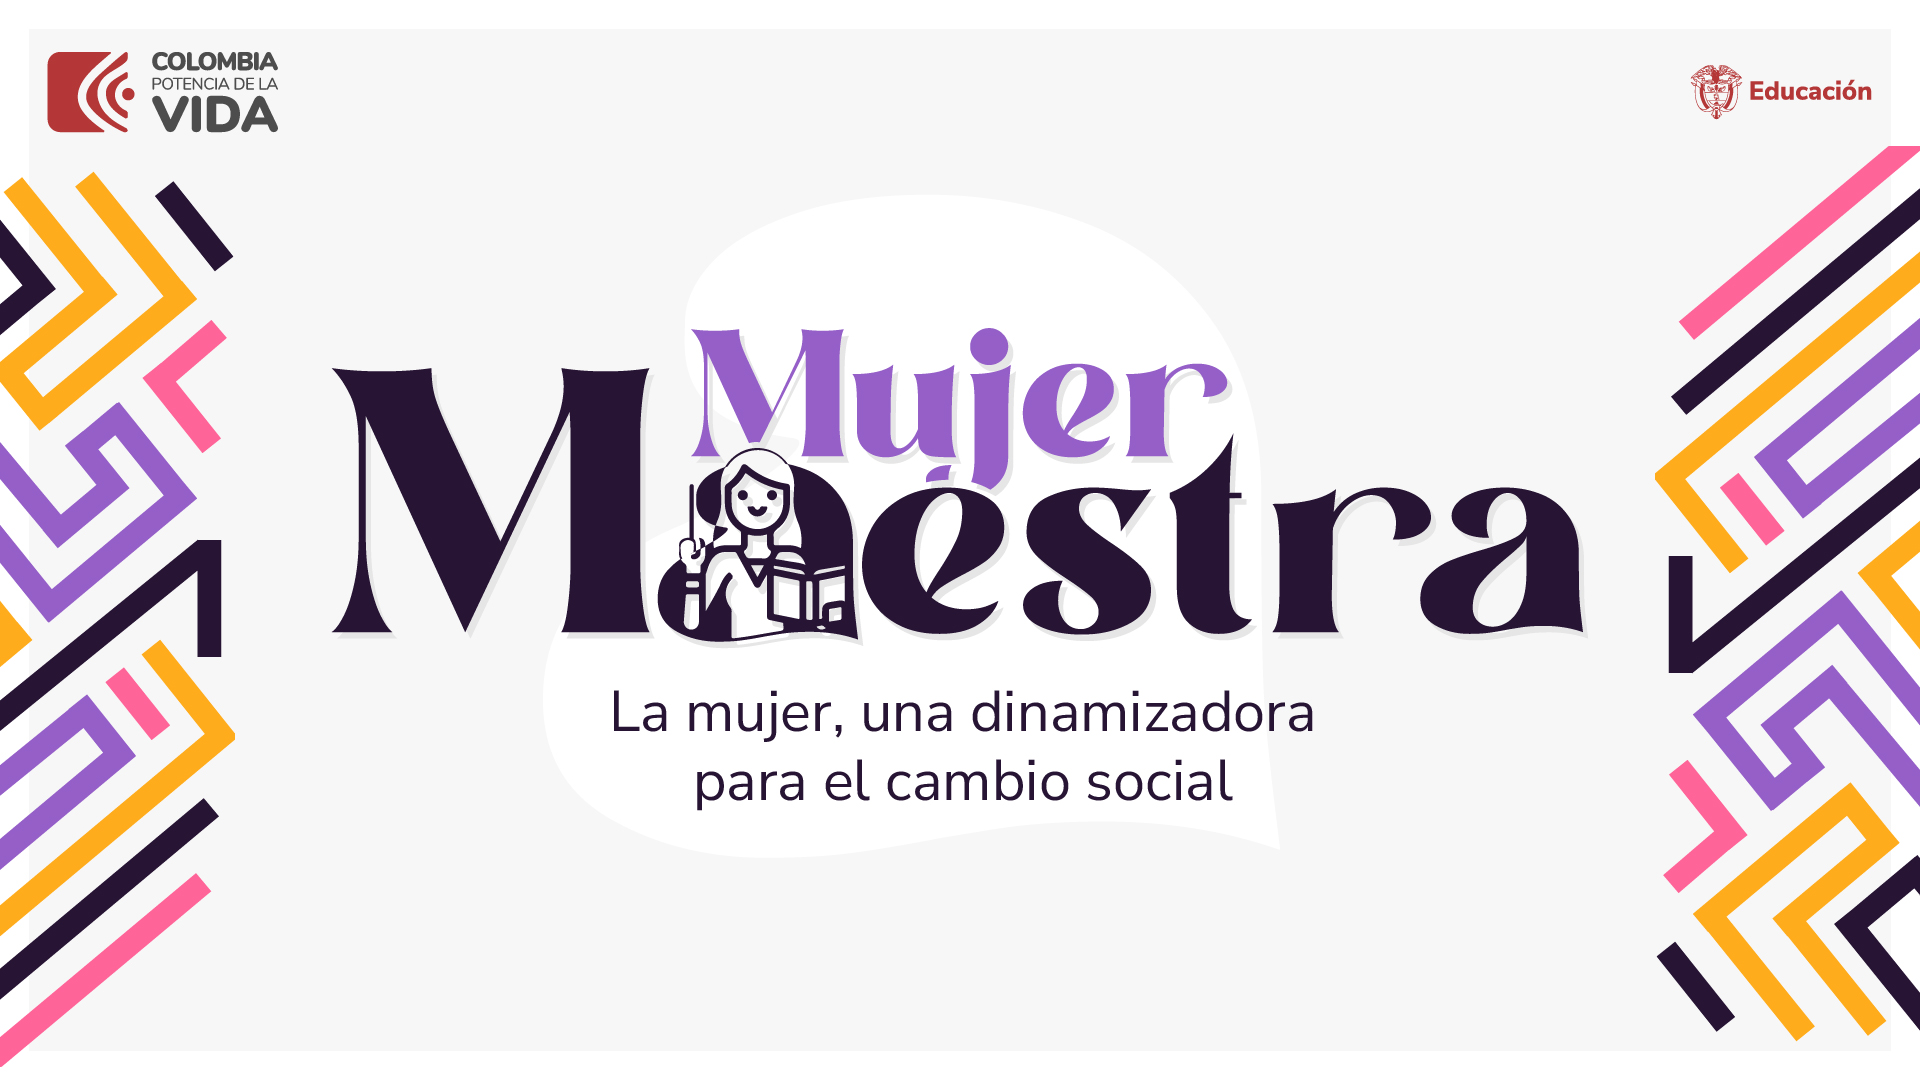 COLOMBIA
POTENCIA DE LA
VIDA
Educación
Mujer
Maestra
La mujer, una dinamizadora
para el cambio social